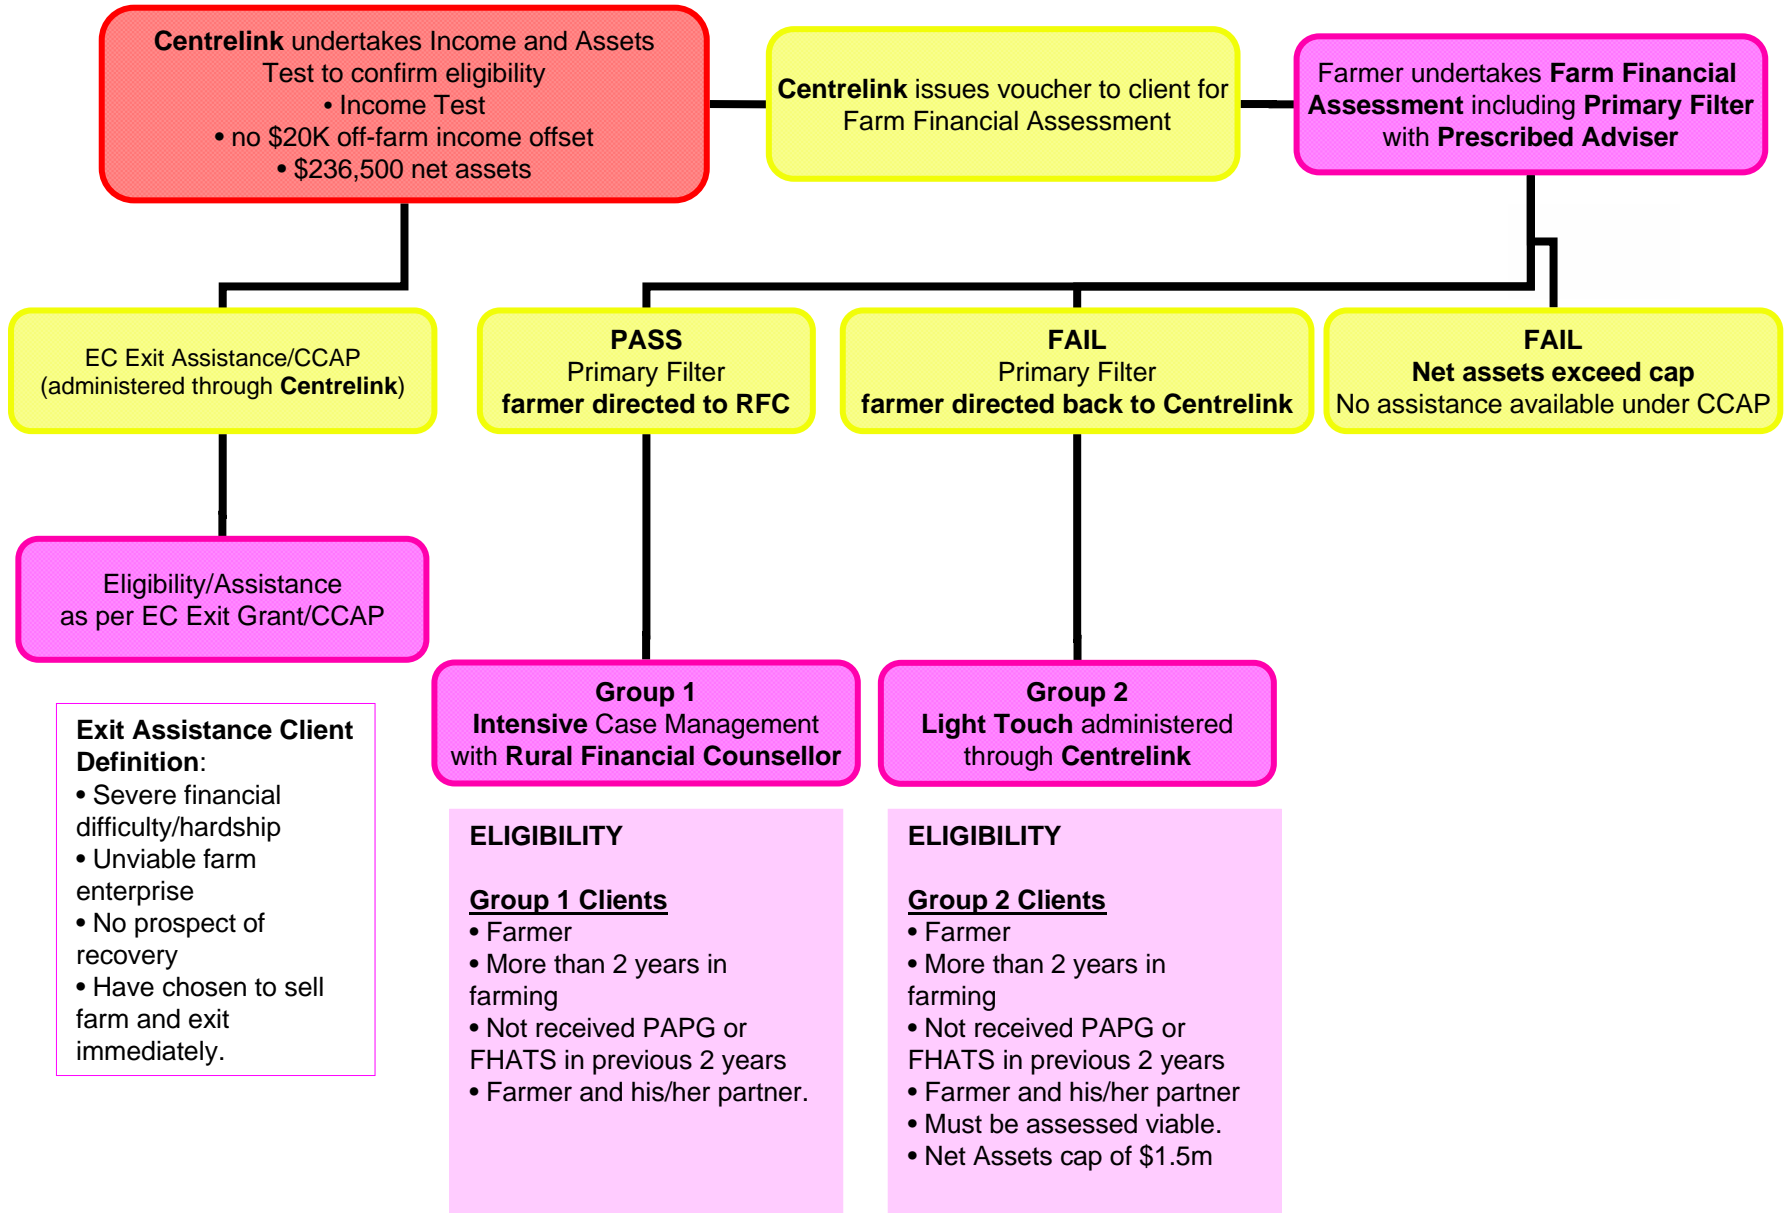 Centrelink undertakes Income and Assets
Test to confirm eligibility
• Income Test
• no $20K off-farm income offset
• $236,500 net assets
Centrelink issues voucher to client for
Farm Financial Assessment
Farmer undertakes Farm Financial
Assessment including Primary Filter
with Prescribed Adviser
EC Exit Assistance/CCAP
(administered through Centrelink)
PASS
Primary Filter
farmer directed to RFC
FAIL
Primary Filter
farmer directed back to Centrelink
FAIL
Net assets exceed cap
No assistance available under CCAP
Eligibility/Assistance
as per EC Exit Grant/CCAP
Group 1
Intensive Case Management
with Rural Financial Counsellor
Group 2
Light Touch administered
through Centrelink
Exit Assistance Client
Definition:
• Severe financial
difficulty/hardship
• Unviable farm
enterprise
• No prospect of
recovery
• Have chosen to sell
farm and exit
immediately.
ELIGIBILITY
Group 1 Clients
• Farmer
• More than 2 years in
farming
• Not received PAPG or
FHATS in previous 2 years
• Farmer and his/her partner.
ELIGIBILITY
Group 2 Clients
• Farmer
• More than 2 years in
farming
• Not received PAPG or
FHATS in previous 2 years
• Farmer and his/her partner
• Must be assessed viable.
• Net Assets cap of $1.5m